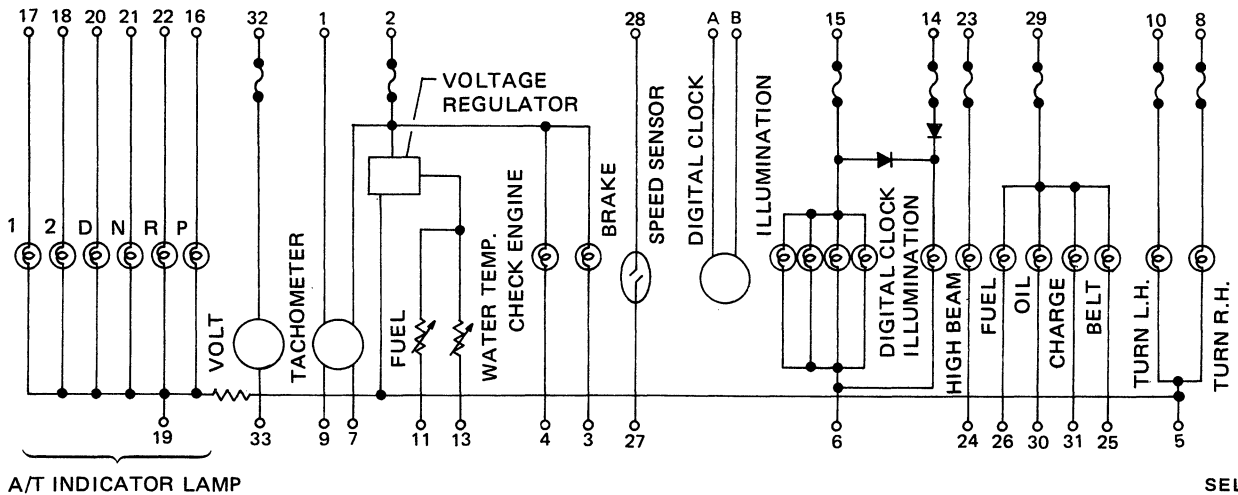 17 18 20 21 22 16 32 1 2 28 A B 15 14 23 29 10 8
VOLTAGE
REGULATOR
1 2 D N R P
VOLT
TACHOMETER
FUEL
WATER TEMP.
CHECK ENGINE
BRAKE
SPEED SENSOR
DIGITAL CLOCK
ILLUMINATION
DIGITAL CLOCK
ILLUMINATION
HIGH BEAM
FUEL
OIL
CHARGE
BELT
TURN L.H.
TURN R.H.
19 33 9 7 11 13 4 3 27 6 24 26 30 31 25 5
A/T INDICATOR LAMP
SEL